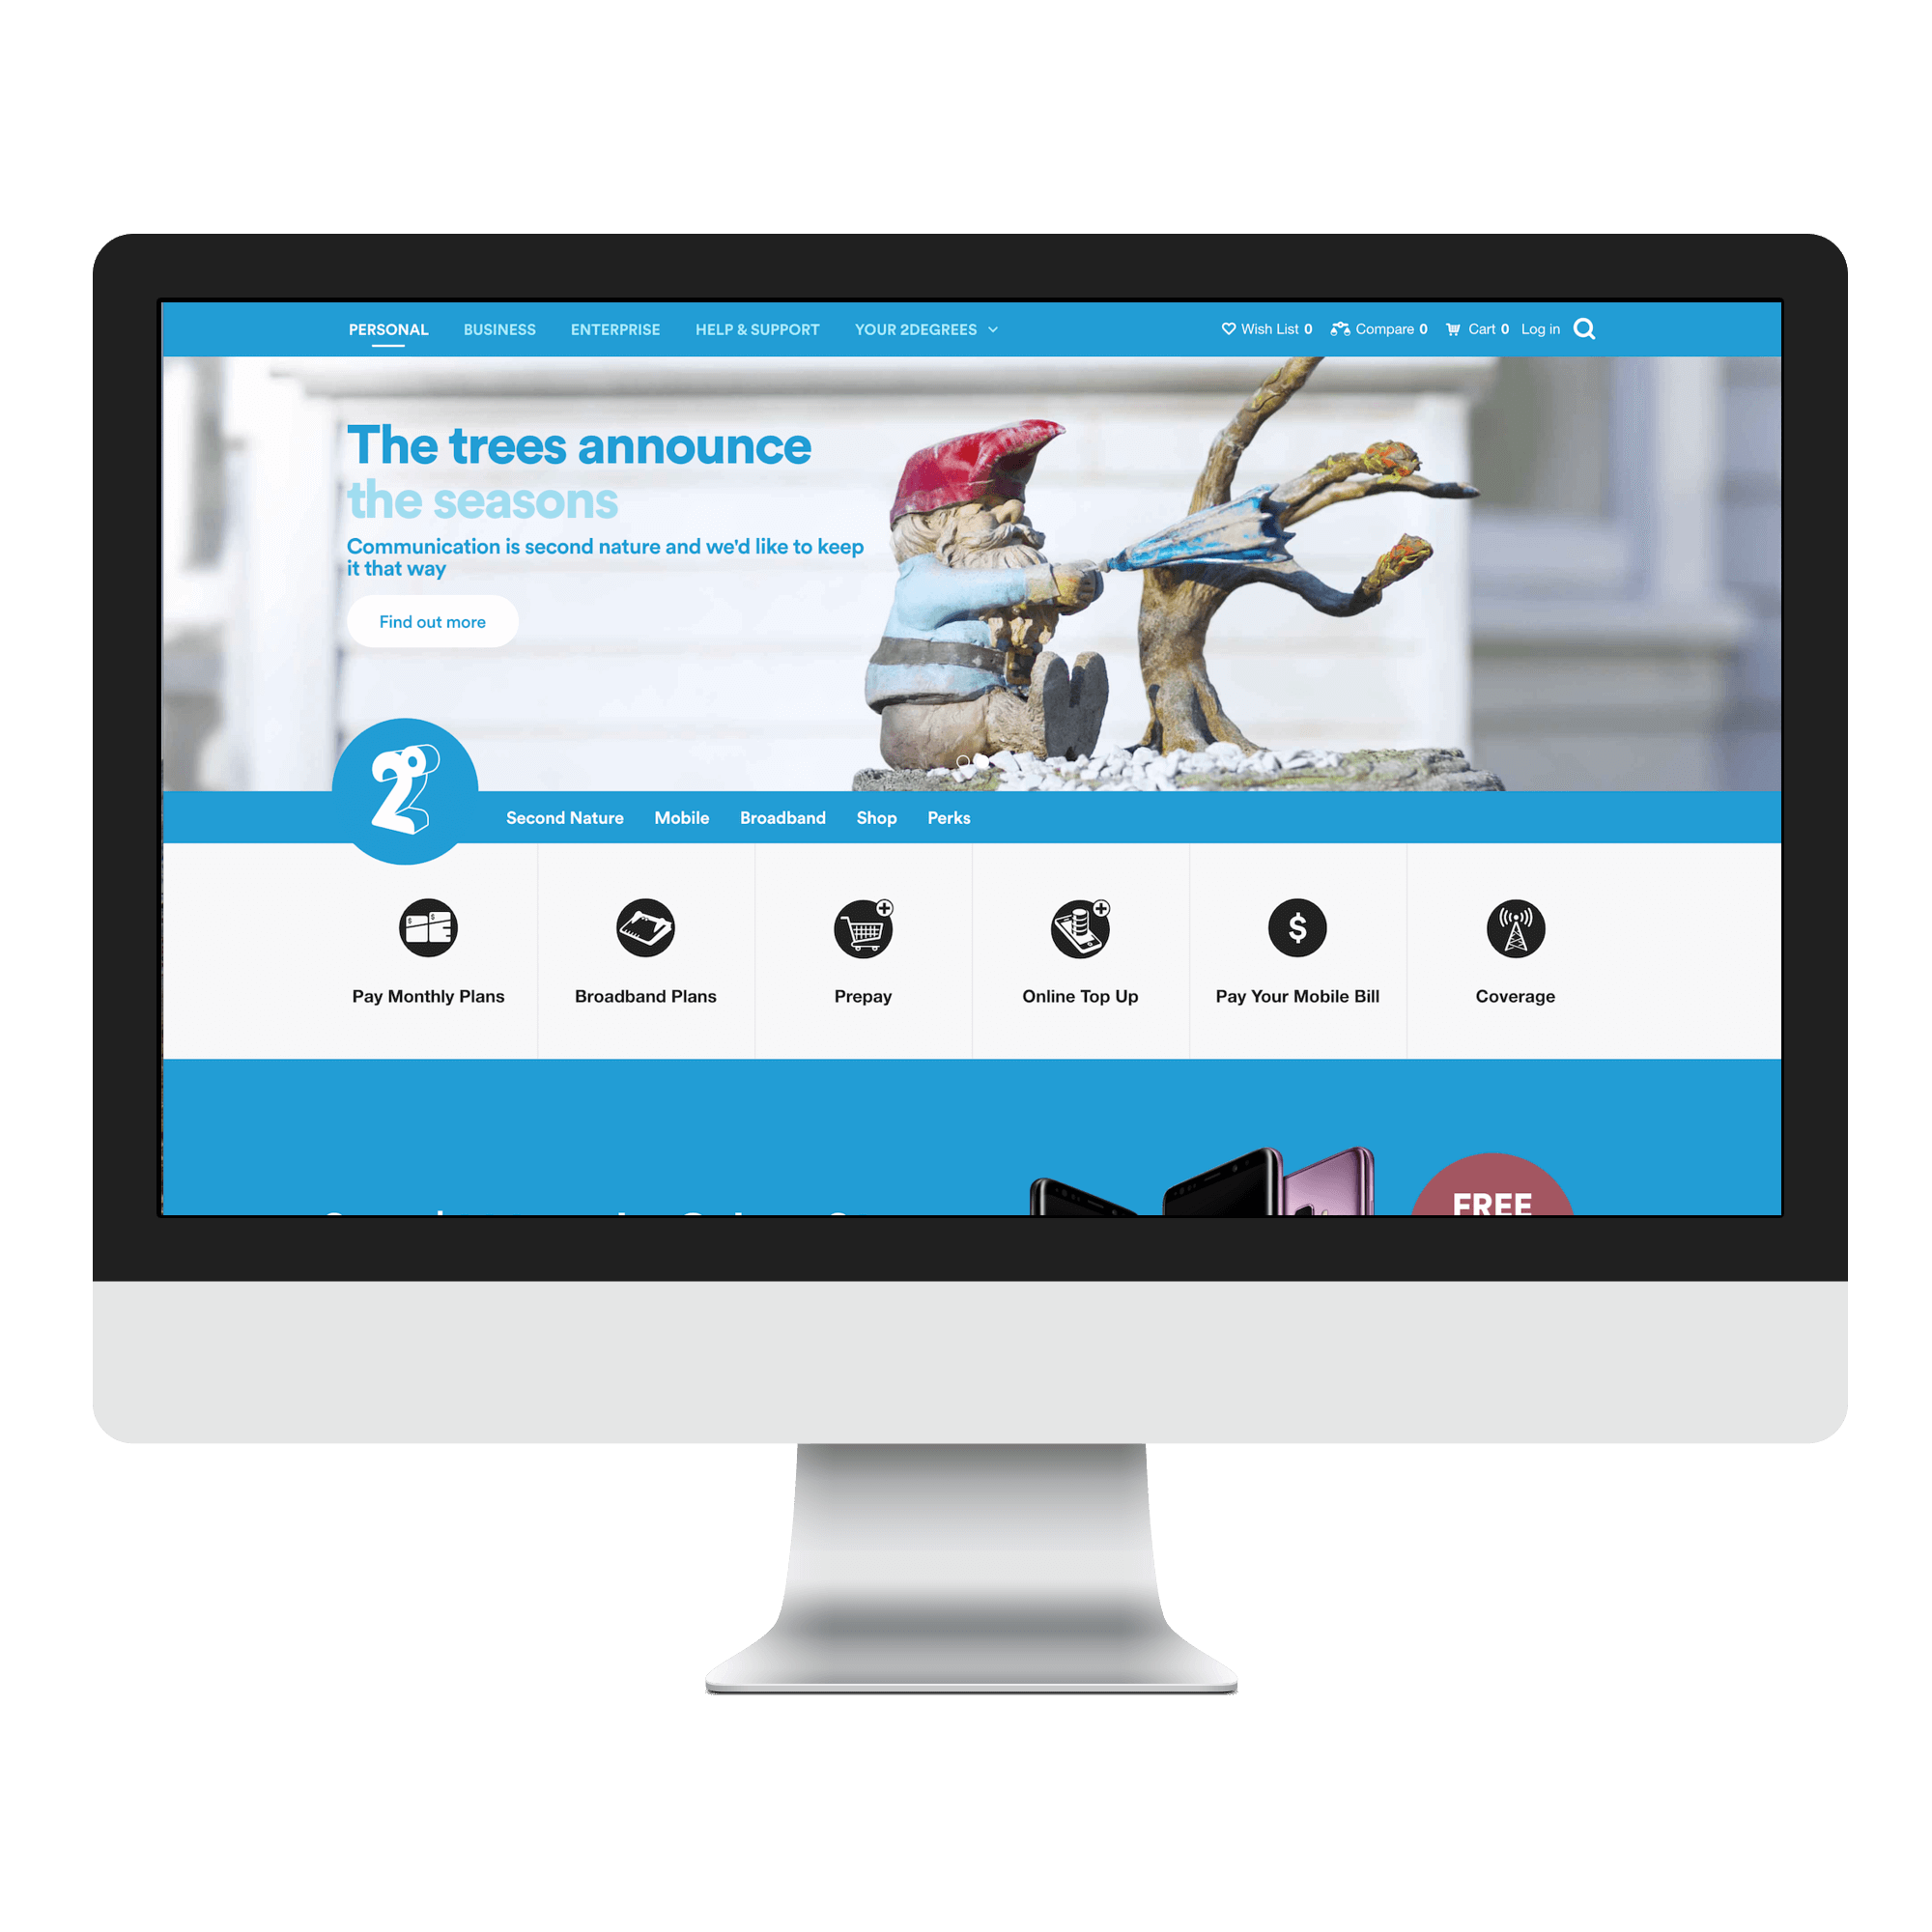 PERSONAL BUSINESS ENTERPRISE HELP & SUPPORT YOUR 2DEGREES Wish List 0 Compare 0 Cart 0 Log in
The trees announce
the seasons
Communication is second nature and we'd like to keep
it that way
Find out more
2°
Second Nature Mobile Broadband Shop Perks
Pay Monthly Plans Broadband Plans Prepay Online Top Up Pay Your Mobile Bill Coverage
FREE